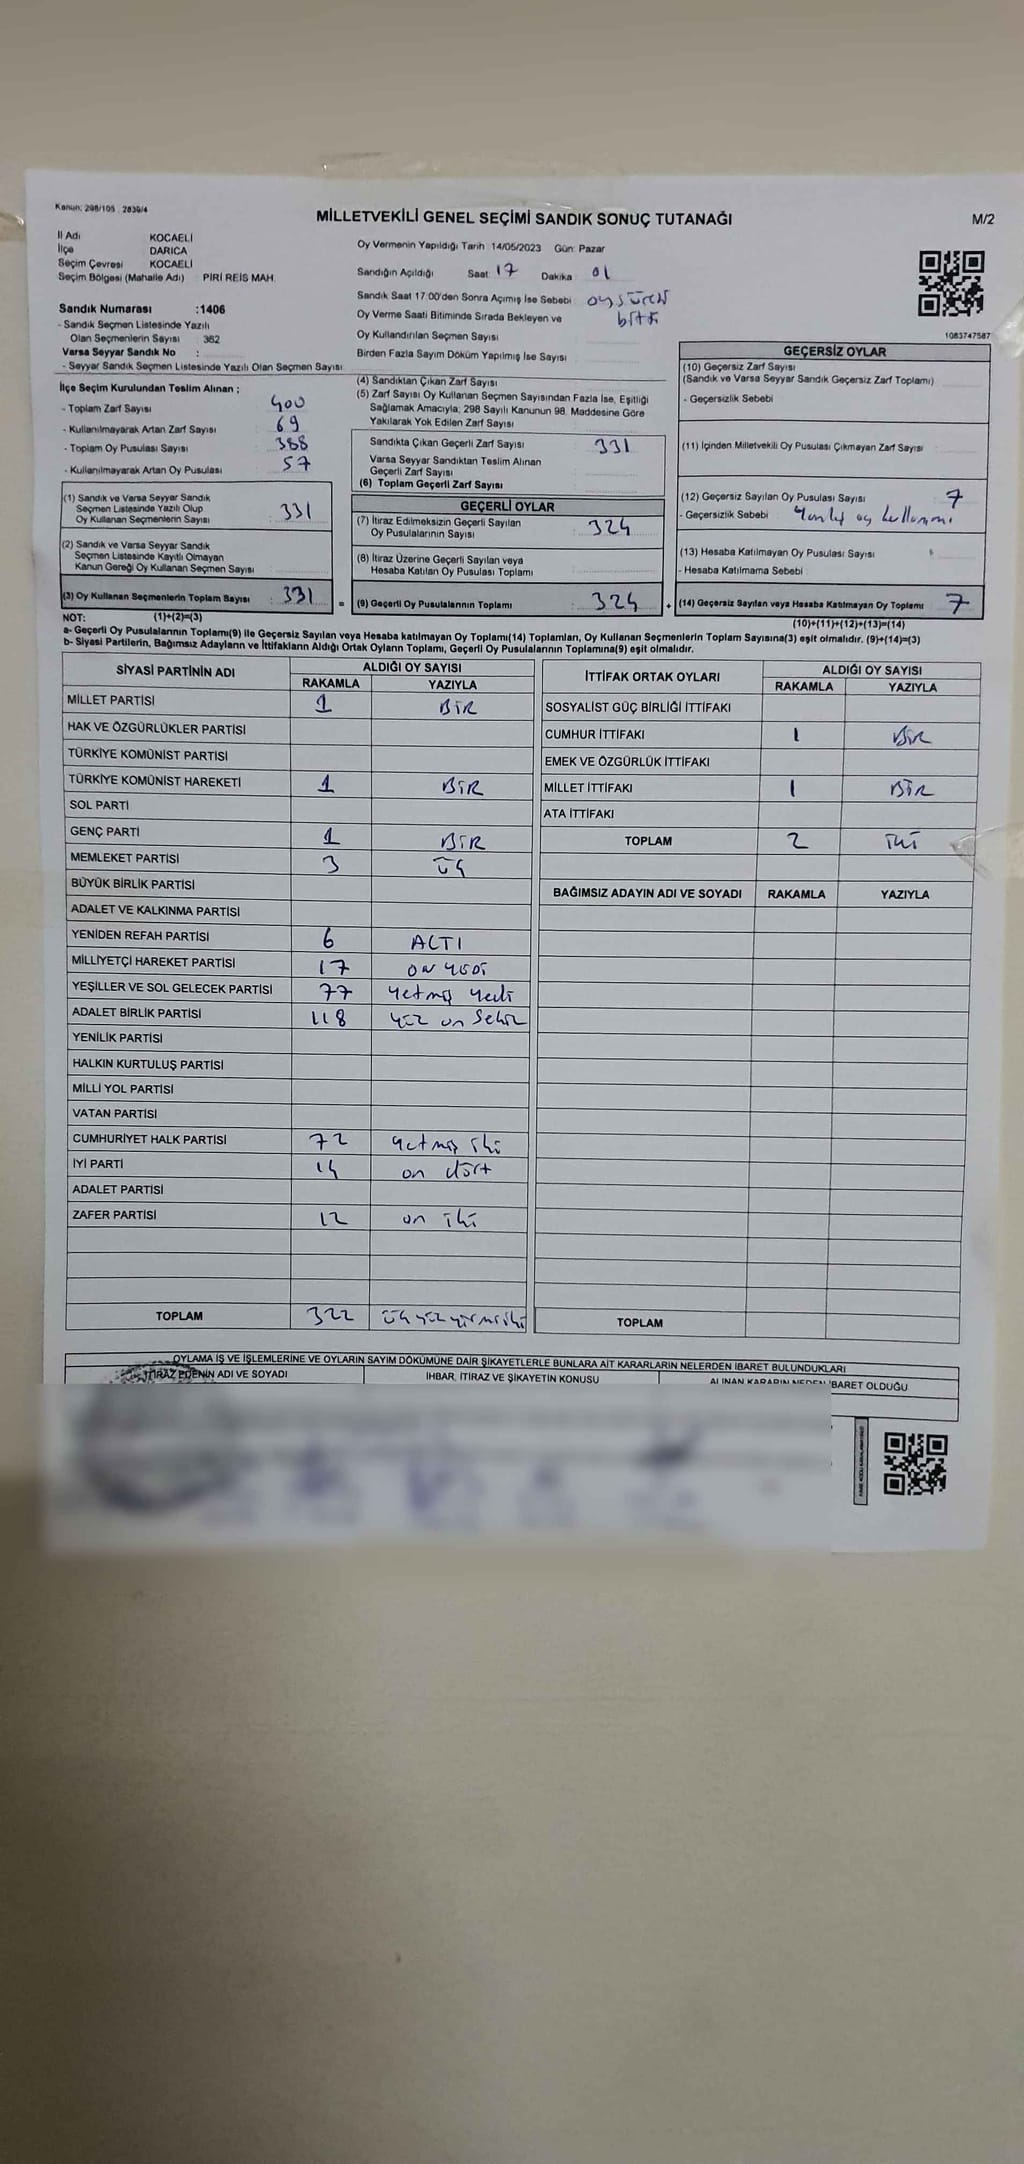 Kanun: 298/105 , 2839/4
MİLLETVEKİLİ GENEL SEÇİMİ SANDIK SONUÇ TUTANAĞI
M/2
İl Adı KOCAELİ
İlçe DARICA
Seçim Çevresi KOCAELİ
Seçim Bölgesi (Mahalle Adı) PİRİ REİS MAH.
Oy Vermenin Yapıldığı Tarih : 14/05/2023 Gün: Pazar
Sandığın Açıldığı Saat: 17 Dakika : 01
Sandık Saat 17:00'den Sonra Açılmış İse Sebebi : oy süresi
Oy Verme Saati Bitiminde Sırada Bekleyen ve bitti
Oy Kullandırılan Seçmen Sayısı
Birden Fazla Sayım Döküm Yapılmış İse Sayısı
1083747587
Sandık Numarası :1406
- Sandık Seçmen Listesinde Yazılı
Olan Seçmenlerin Sayısı : 382
Varsa Seyyar Sandık No :
- Seyyar Sandık Seçmen Listesinde Yazılı Olan Seçmen Sayısı:
İlçe Seçim Kurulundan Teslim Alınan ;
- Toplam Zarf Sayısı 400
- Kullanılmayarak Artan Zarf Sayısı : 69
- Toplam Oy Pusulası Sayısı : 388
- Kullanılmayarak Artan Oy Pusulası : 57
(1) Sandık ve Varsa Seyyar Sandık
Seçmen Listesinde Yazılı Olup
Oy Kullanan Seçmenlerin Sayısı : 331
(2) Sandık ve Varsa Seyyar Sandık
Seçmen Listesinde Kayıtlı Olmayan
Kanun Gereği Oy Kullanan Seçmen Sayısı :
(3) Oy Kullanan Seçmenlerin Toplam Sayısı : 331
(1)+(2)=(3)
(4) Sandıktan Çıkan Zarf Sayısı
(5) Zarf Sayısı Oy Kullanan Seçmen Sayısından Fazla İse, Eşitliği
Sağlamak Amacıyla; 298 Sayılı Kanunun 98. Maddesine Göre
Yakılarak Yok Edilen Zarf Sayısı
Sandıkta Çıkan Geçerli Zarf Sayısı : 331
Varsa Seyyar Sandıktan Teslim Alınan
Geçerli Zarf Sayısı
(6) Toplam Geçerli Zarf Sayısı
GEÇERLİ OYLAR
(7) İtiraz Edilmeksizin Geçerli Sayılan
Oy Pusulalarının Sayısı : 324
(8) İtiraz Üzerine Geçerli Sayılan veya
Hesaba Katılan Oy Pusulası Toplamı
= (9) Geçerli Oy Pusulalarının Toplamı : 324 +
GEÇERSİZ OYLAR
(10) Geçersiz Zarf Sayısı
(Sandık ve Varsa Seyyar Sandık Geçersiz Zarf Toplamı)
- Geçersizlik Sebebi
(11) İçinden Milletvekili Oy Pusulası Çıkmayan Zarf Sayısı
(12) Geçersiz Sayılan Oy Pusulası Sayısı 7
- Geçersizlik Sebebi : Yanlış oy kullanımı
(13) Hesaba Katılmayan Oy Pusulası Sayısı
- Hesaba Katılmama Sebebi
(14) Geçersiz Sayılan veya Hesaba Katılmayan Oy Toplamı 7
(10)+(11)+(12)+(13)=(14)
NOT:
a- Geçerli Oy Pusulalarının Toplamı(9) ile Geçersiz Sayılan veya Hesaba katılmayan Oy Toplamı(14) Toplamları, Oy Kullanan Seçmenlerin Toplam Sayısına(3) eşit olmalıdır. (9)+(14)=(3)
b- Siyasi Partilerin, Bağımsız Adayların ve İttifakların Aldığı Ortak Oyların Toplamı, Geçerli Oy Pusulalarının Toplamına(9) eşit olmalıdır.
SİYASİ PARTİNİN ADI ALDIĞI OY SAYISI
RAKAMLA YAZIYLA
MİLLET PARTİSİ 1 BİR
HAK VE ÖZGÜRLÜKLER PARTİSİ
TÜRKİYE KOMÜNİST PARTİSİ
TÜRKİYE KOMÜNİST HAREKETİ 1 BİR
SOL PARTİ
GENÇ PARTİ 1 BİR
MEMLEKET PARTİSİ 3 ÜÇ
BÜYÜK BİRLİK PARTİSİ
ADALET VE KALKINMA PARTİSİ
YENİDEN REFAH PARTİSİ 6 ALTI
MİLLİYETÇİ HAREKET PARTİSİ 17 on yedi
YEŞİLLER VE SOL GELECEK PARTİSİ 77 yetmiş yedi
ADALET BİRLİK PARTİSİ 118 yüz on sekiz
YENİLİK PARTİSİ
HALKIN KURTULUŞ PARTİSİ
MİLLİ YOL PARTİSİ
VATAN PARTİSİ
CUMHURİYET HALK PARTİSİ 72 yetmiş iki
İYİ PARTİ 14 on dört
ADALET PARTİSİ
ZAFER PARTİSİ 12 on iki
TOPLAM 322 üç yüz yirmi iki
İTTİFAK ORTAK OYLARI ALDIĞI OY SAYISI
RAKAMLA YAZIYLA
SOSYALİST GÜÇ BİRLİĞİ İTTİFAKI
CUMHUR İTTİFAKI 1 BİR
EMEK VE ÖZGÜRLÜK İTTİFAKI
MİLLET İTTİFAKI 1 BİR
ATA İTTİFAKI
TOPLAM 2 iki
BAĞIMSIZ ADAYIN ADI VE SOYADI RAKAMLA YAZIYLA
TOPLAM
OYLAMA İŞ VE İŞLEMLERİNE VE OYLARIN SAYIM DÖKÜMÜNE DAİR ŞİKAYETLERLE BUNLARA AİT KARARLARIN NELERDEN İBARET BULUNDUKLARI
İTİRAZ EDENİN ADI VE SOYADI İHBAR, İTİRAZ VE ŞİKAYETİN KONUSU ALINAN KARARIN NEDEN İBARET OLDUĞU